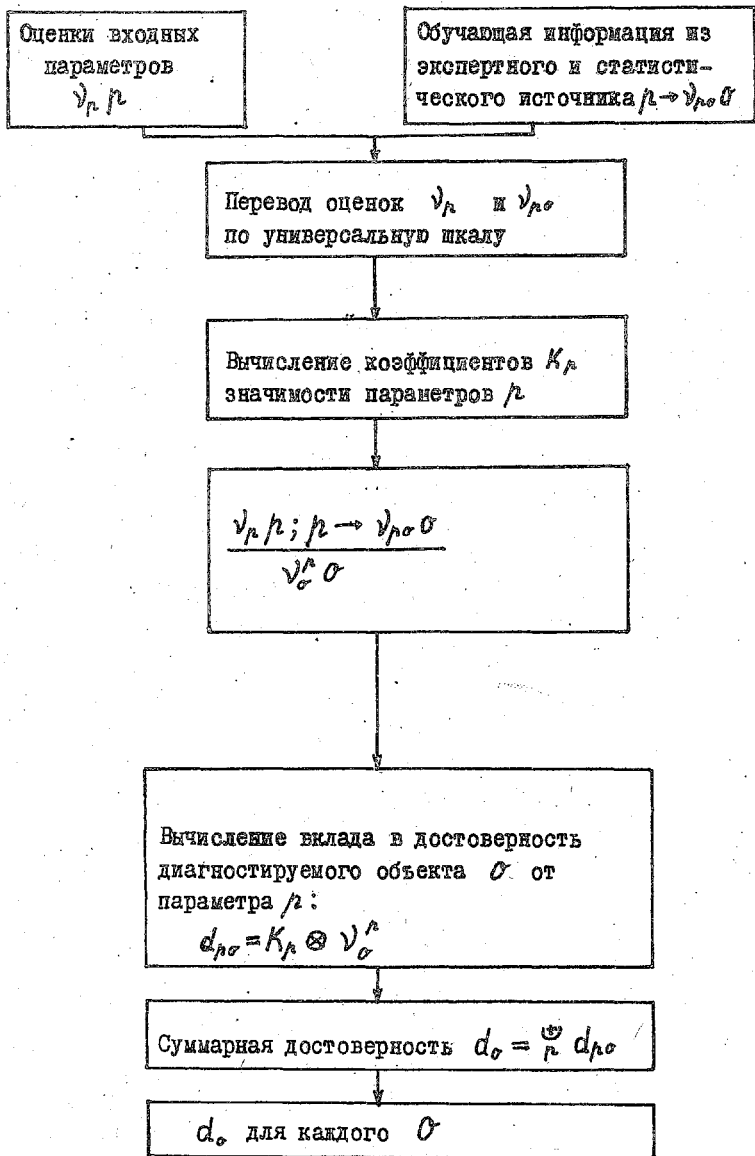 Оценки входных
параметров
ν_p p
Обучающая информация из
экспертного и статисти-
ческого источника p → ν_pσ σ
Перевод оценок ν_p и ν_pσ
по универсальную шкалу
Вычисление коэффициентов K_p
значимости параметров p
ν_p p; p → ν_pσ σ
ν_σ^p σ
Вычисление вклада в достоверность
диагностируемого объекта σ от
параметра p:
d_pσ = K_p ⊗ ν_σ^p
Суммарная достоверность d_σ = ⊕_p d_pσ
d_σ для каждого σ